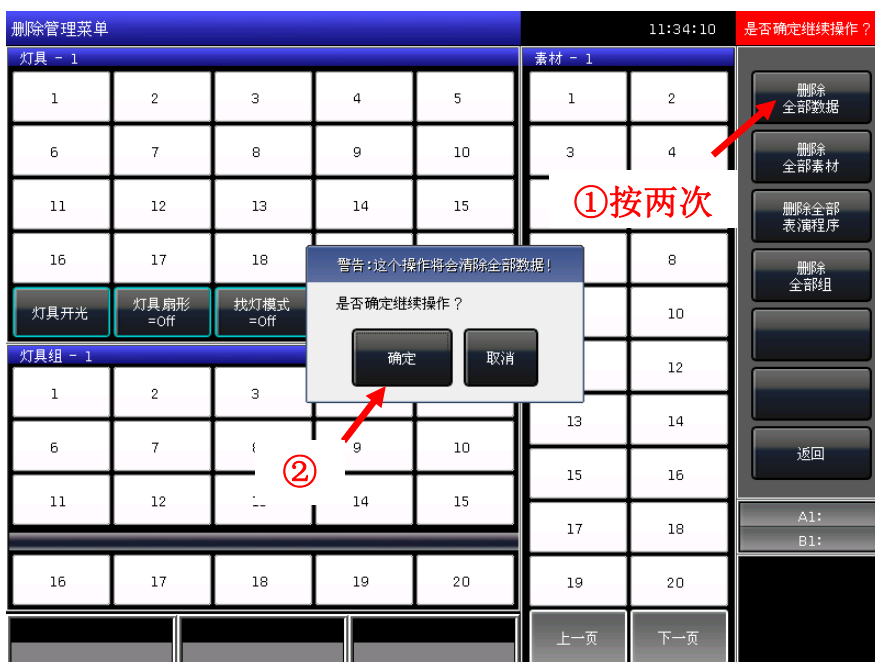 删除管理菜单
11:34:10
是否确定继续操作？
灯具 - 1
1 2 3 4 5
6 7 8 9 10
11 12 13 14 15
16 17 18
灯具开光
灯具扇形
=Off
找灯模式
=Off
灯具组 - 1
1 2 3
6 7 9 10
11 12 14 15
16 17 18 19 20
素材 - 1
1 2
3 4
8
10
12
13 14
15 16
17 18
19 20
上一页 下一页
警告:这个操作将会清除全部数据!
是否确定继续操作？
确定 取消
①按两次
②
删除
全部数据
删除
全部素材
删除全部
表演程序
删除
全部组
返回
A1:
B1: